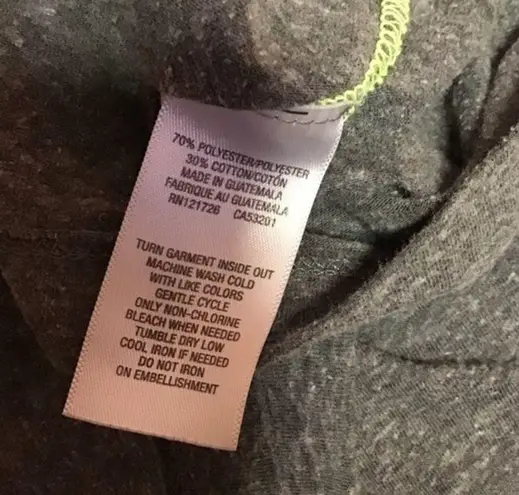 70% POLYESTER/POLYESTER
30% COTTON/COTÓN
MADE IN GUATEMALA
FABRIQUE AU GUATEMALA
RN121726 CA53201
TURN GARMENT INSIDE OUT
MACHINE WASH COLD
WITH LIKE COLORS
GENTLE CYCLE
ONLY NON-CHLORINE
BLEACH WHEN NEEDED
TUMBLE DRY LOW
COOL IRON IF NEEDED
DO NOT IRON
ON EMBELLISHMENT